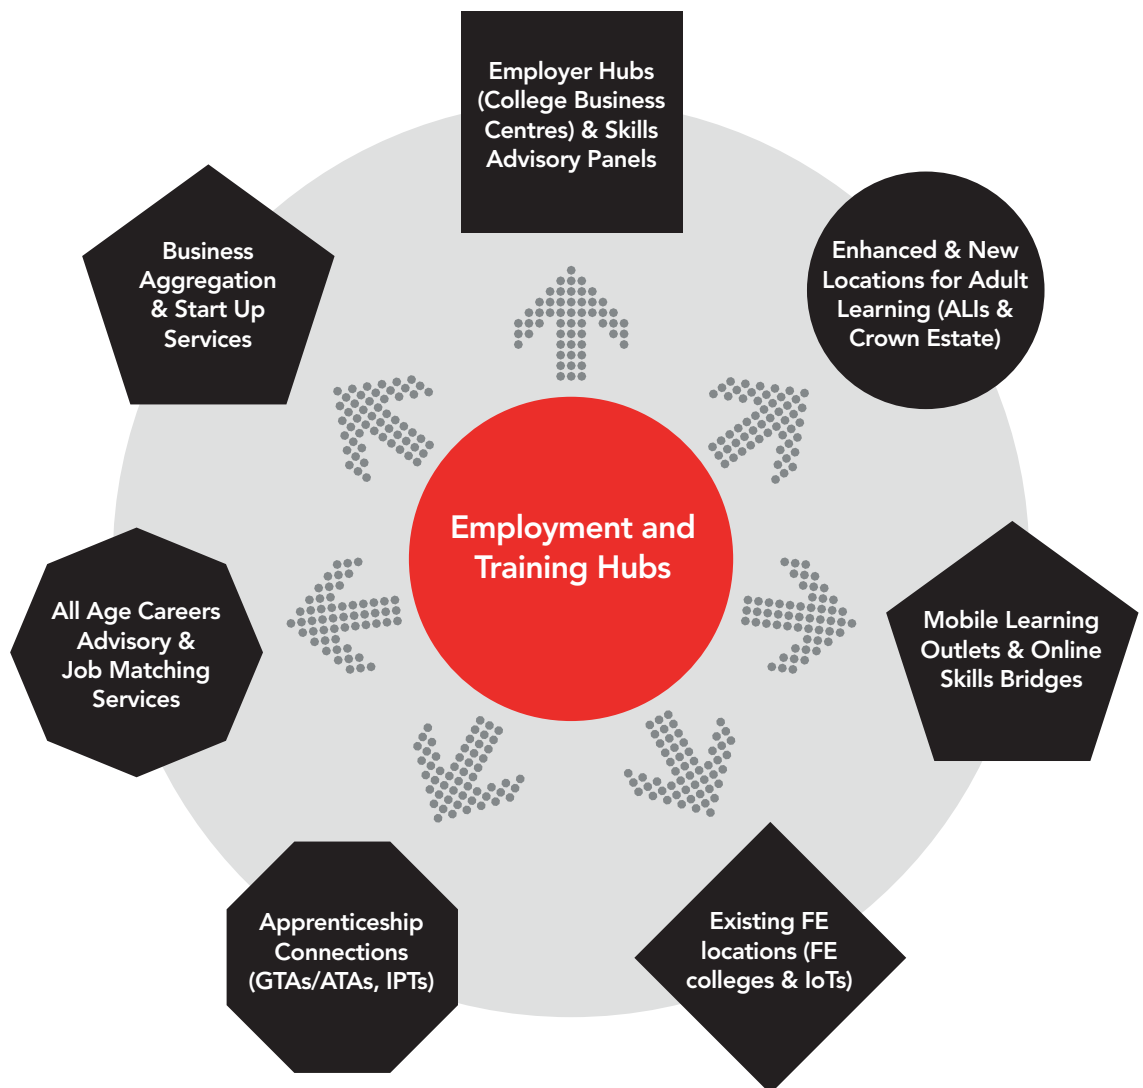 Employer Hubs
(College Business
Centres) & Skills
Advisory Panels
Enhanced & New
Locations for Adult
Learning (ALIs &
Crown Estate)
Mobile Learning
Outlets & Online
Skills Bridges
Existing FE
locations (FE
colleges & IoTs)
Apprenticeship
Connections
(GTAs/ATAs, IPTs)
All Age Careers
Advisory &
Job Matching
Services
Business
Aggregation
& Start Up
Services
Employment and
Training Hubs